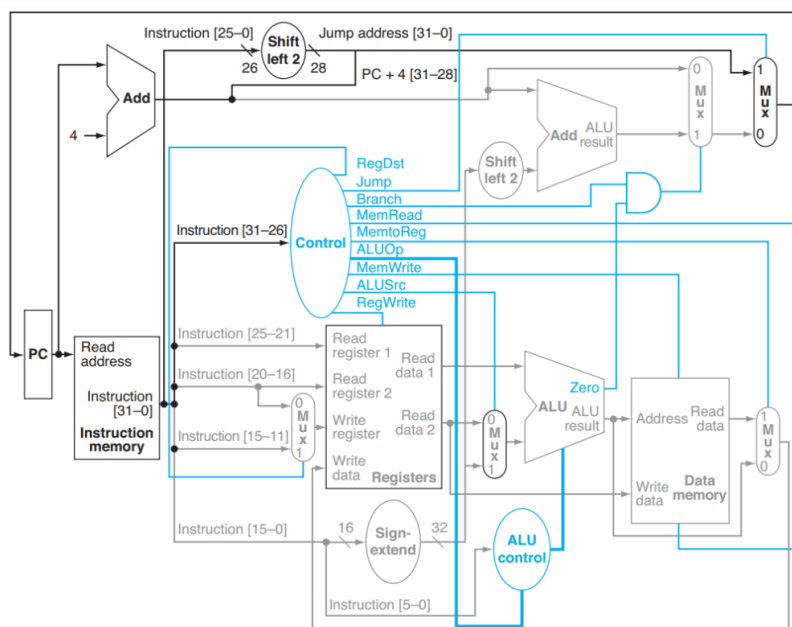 Instruction [25–0]
Shift
left 2
Jump address [31–0]
26
28
PC + 4 [31–28]
Add
4
0
M
u
x
1
1
M
u
x
0
Add
ALU
result
Shift
left 2
RegDst
Jump
Branch
MemRead
MemtoReg
ALUOp
MemWrite
ALUSrc
RegWrite
Instruction [31–26]
Control
PC
Read
address
Instruction
[31–0]
Instruction
memory
Instruction [25–21]
Instruction [20–16]
Instruction [15–11]
0
M
u
x
1
Read
register 1
Read
register 2
Write
register
Write
data
Read
data 1
Read
data 2
Registers
0
M
u
x
1
Zero
ALU
ALU
result
Address
Read
data
Write
data
Data
memory
1
M
u
x
0
Instruction [15–0]
16
Sign-
extend
32
ALU
control
Instruction [5–0]